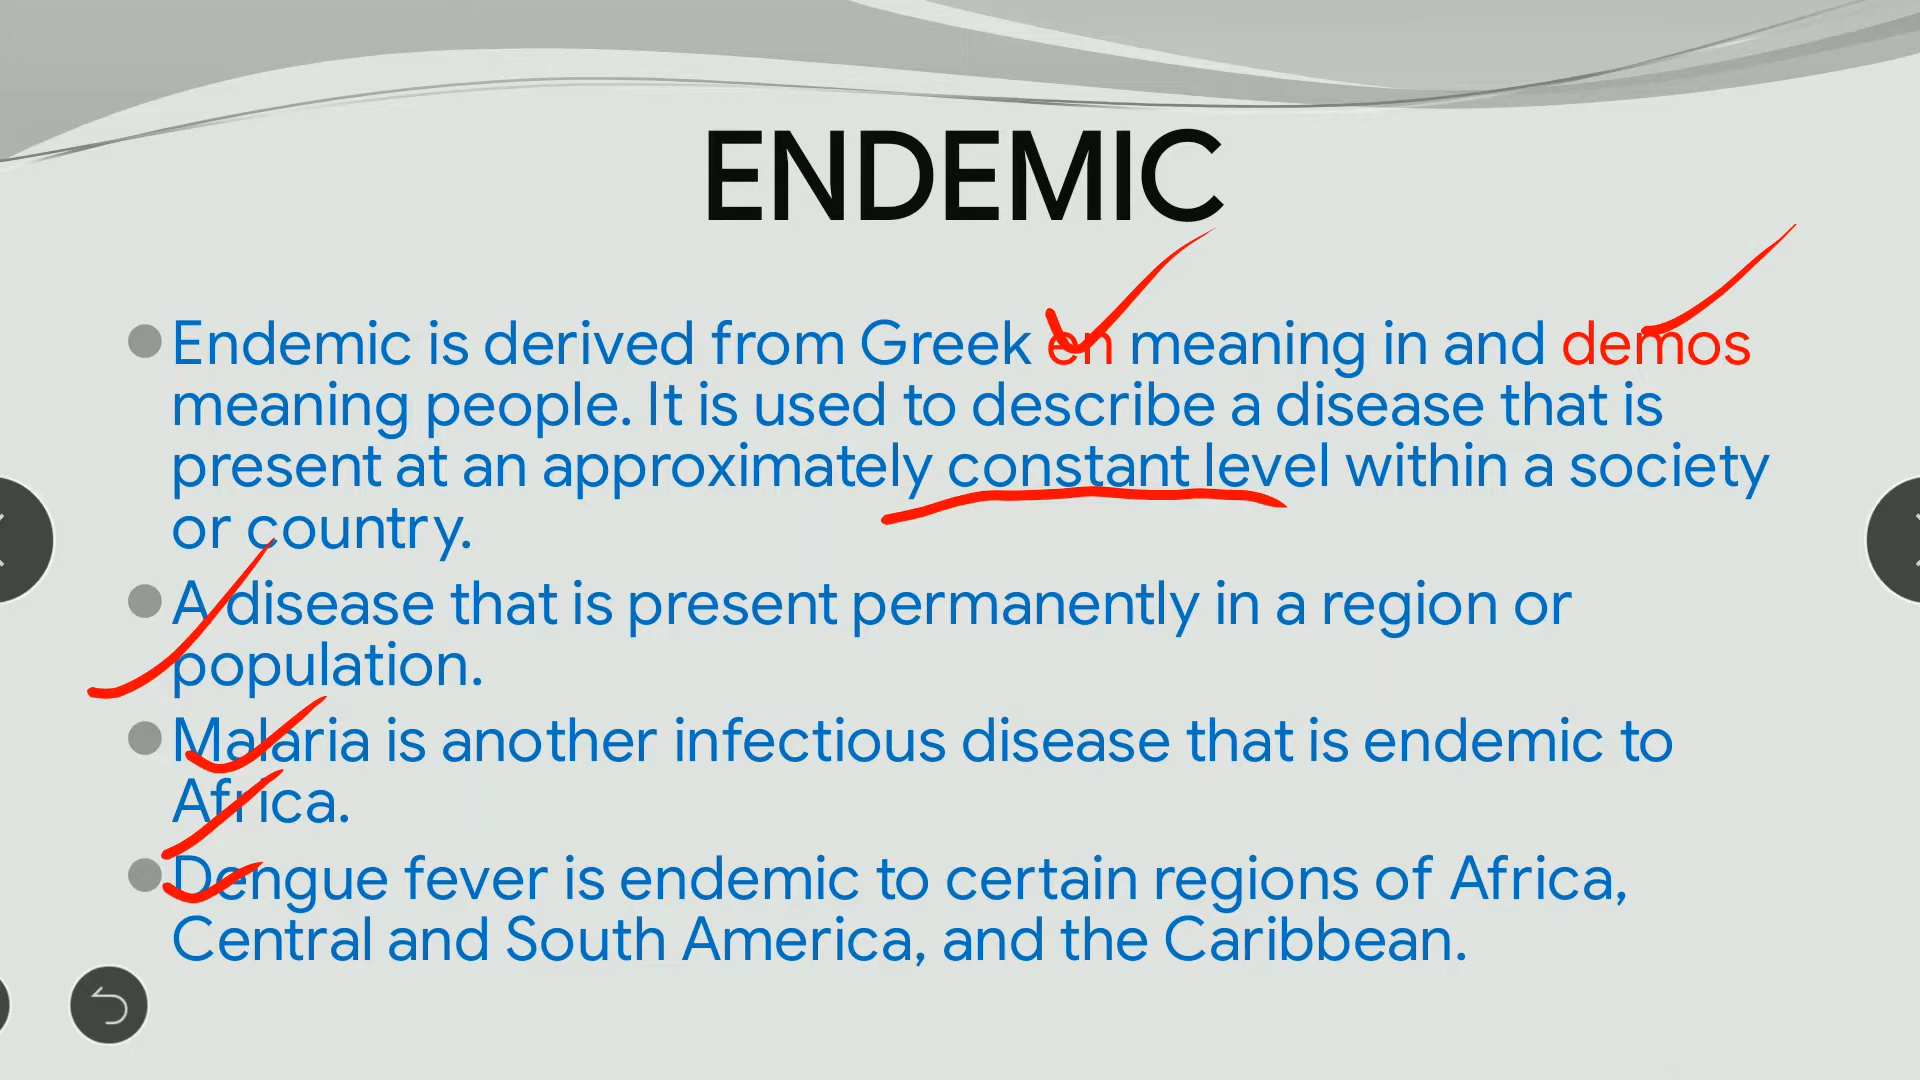 ENDEMIC
Endemic is derived from Greek en meaning in and demos
meaning people. It is used to describe a disease that is
present at an approximately constant level within a society
or country.
A disease that is present permanently in a region or
population.
Malaria is another infectious disease that is endemic to
Africa.
Dengue fever is endemic to certain regions of Africa,
Central and South America, and the Caribbean.